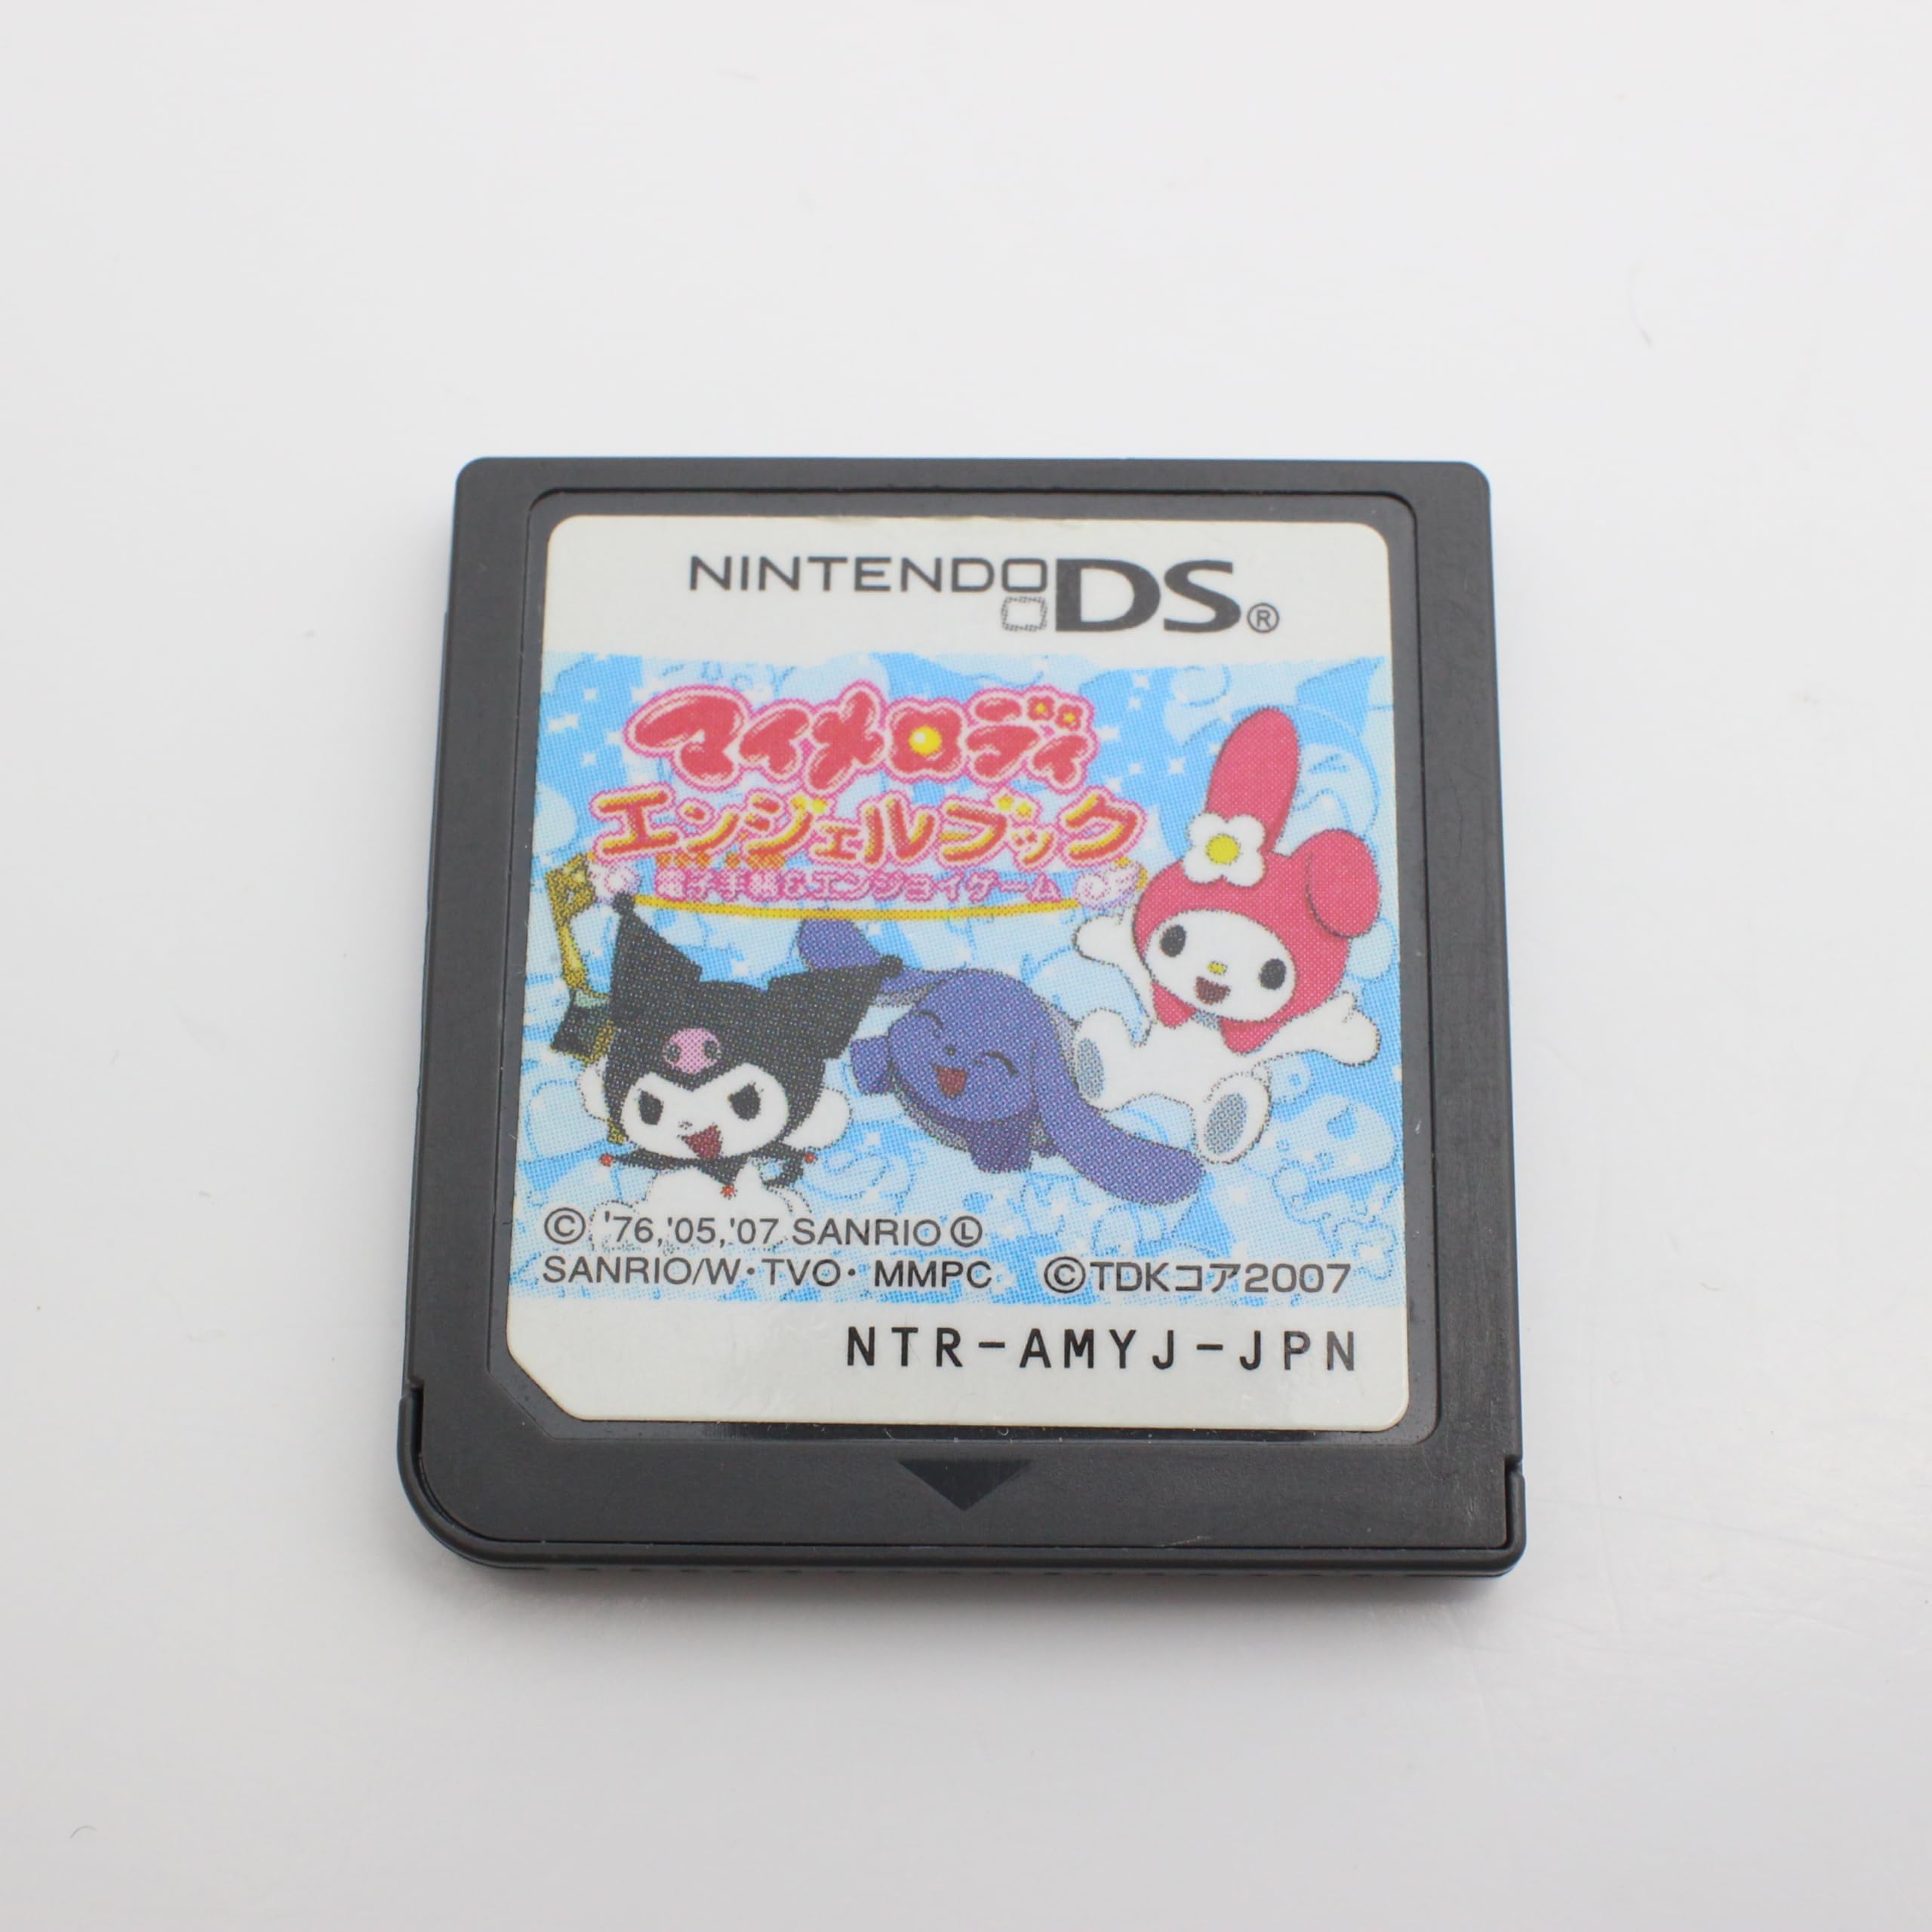 NINTENDO DS®
マイメロディ
エンジェルブック
電子手帳&エンジョイゲーム
© '76,'05,'07 SANRIO Ⓛ
SANRIO/W・TVO・MMPC ©TDKコア2007
NTR-AMYJ-JPN